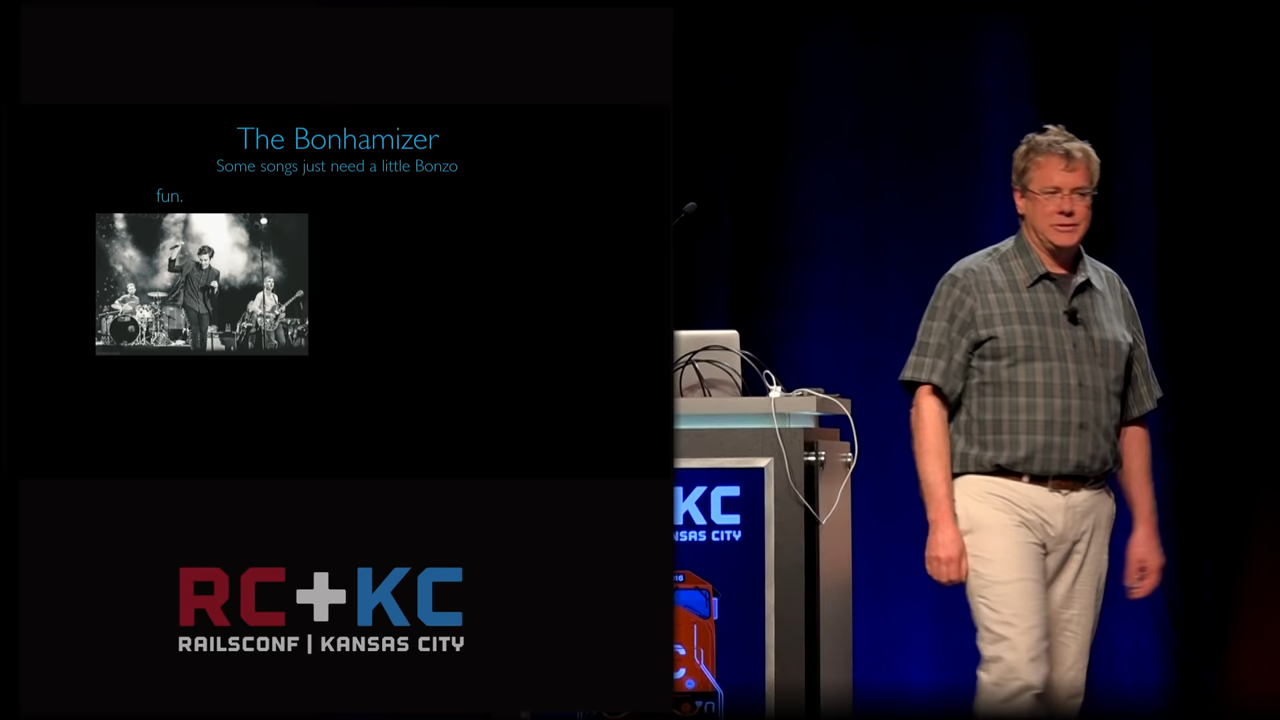 The Bonhamizer
Some songs just need a little Bonzo
fun.
RC+KC
RAILSCONF | KANSAS CITY
KC
NSAS CITY